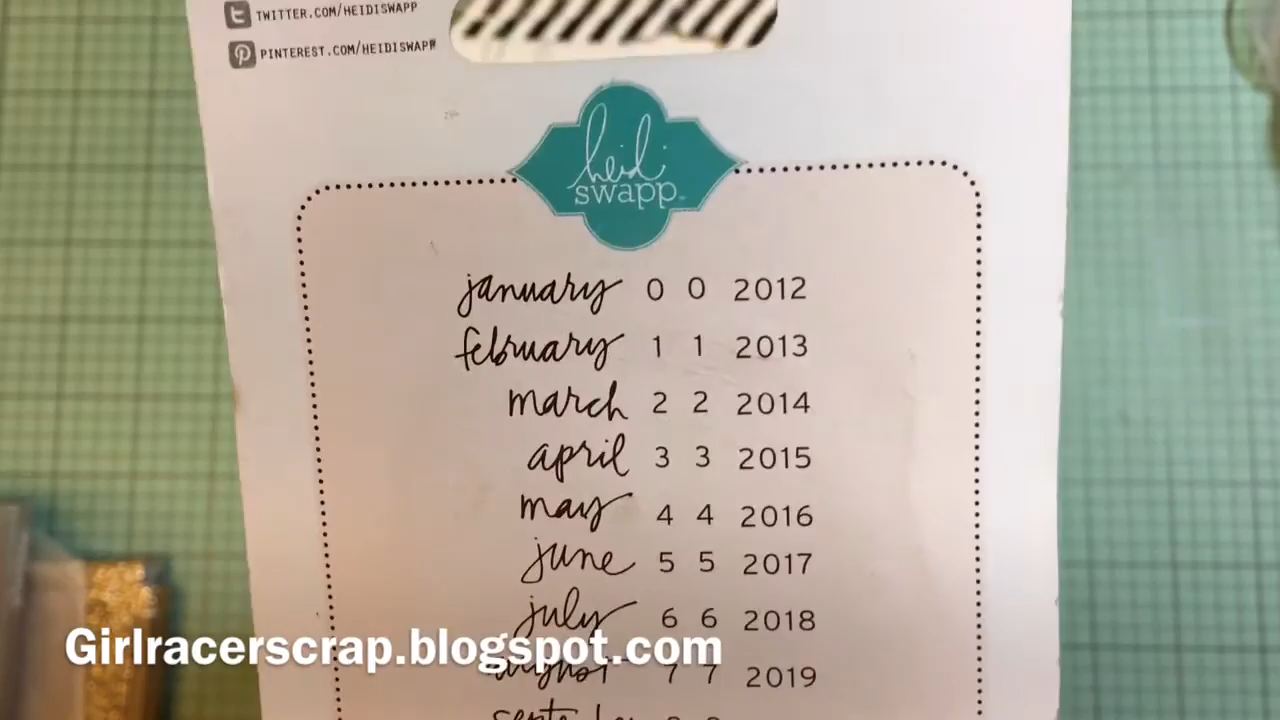 TWITTER.COM/HEIDISWAPP
PINTEREST.COM/HEIDISWAPP
heidi
swapp
january 0 0 2012
february 1 1 2013
march 2 2 2014
april 3 3 2015
may 4 4 2016
june 5 5 2017
july 6 6 2018
Girlracerscrap.blogspot.com
august 7 7 2019